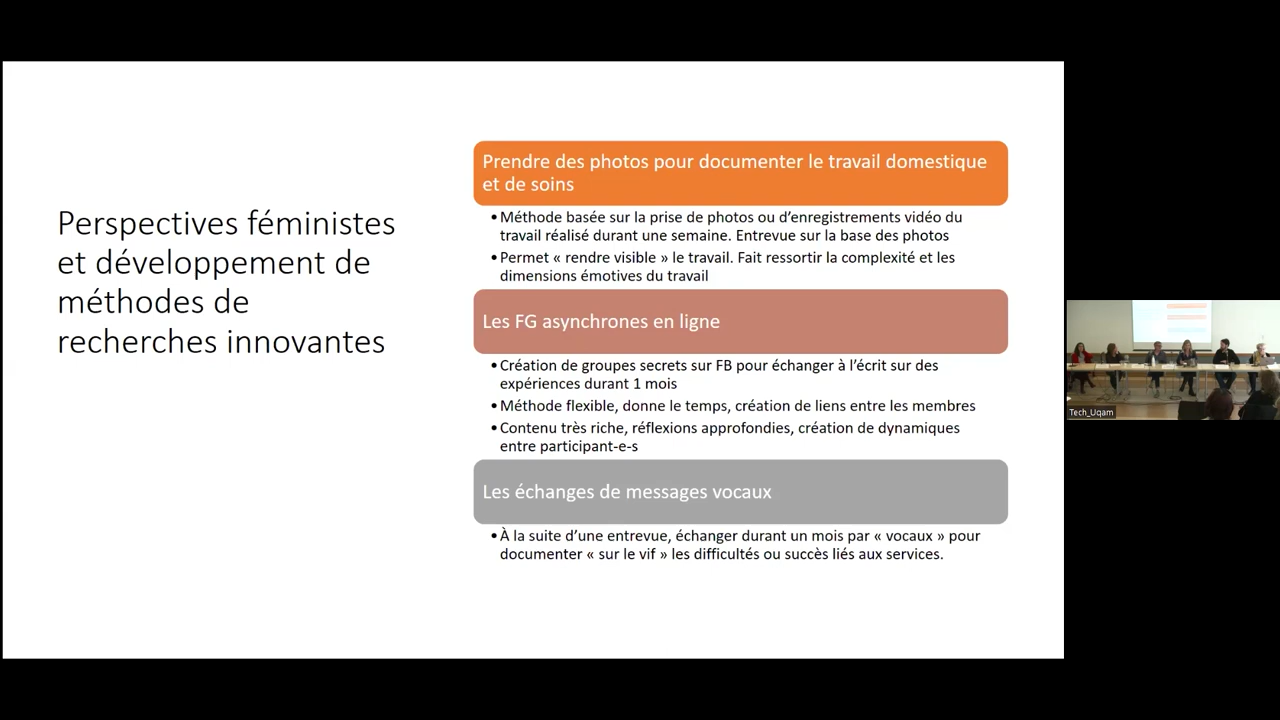 Perspectives féministes
et développement de
méthodes de
recherches innovantes
Prendre des photos pour documenter le travail domestique
et de soins
•Méthode basée sur la prise de photos ou d’enregistrements vidéo du
travail réalisé durant une semaine. Entrevue sur la base des photos
•Permet « rendre visible » le travail. Fait ressortir la complexité et les
dimensions émotives du travail
Les FG asynchrones en ligne
•Création de groupes secrets sur FB pour échanger à l’écrit sur des
expériences durant 1 mois
•Méthode flexible, donne le temps, création de liens entre les membres
•Contenu très riche, réflexions approfondies, création de dynamiques
entre participant-e-s
Les échanges de messages vocaux
•À la suite d’une entrevue, échanger durant un mois par « vocaux » pour
documenter « sur le vif » les difficultés ou succès liés aux services.
Tech_Uqam